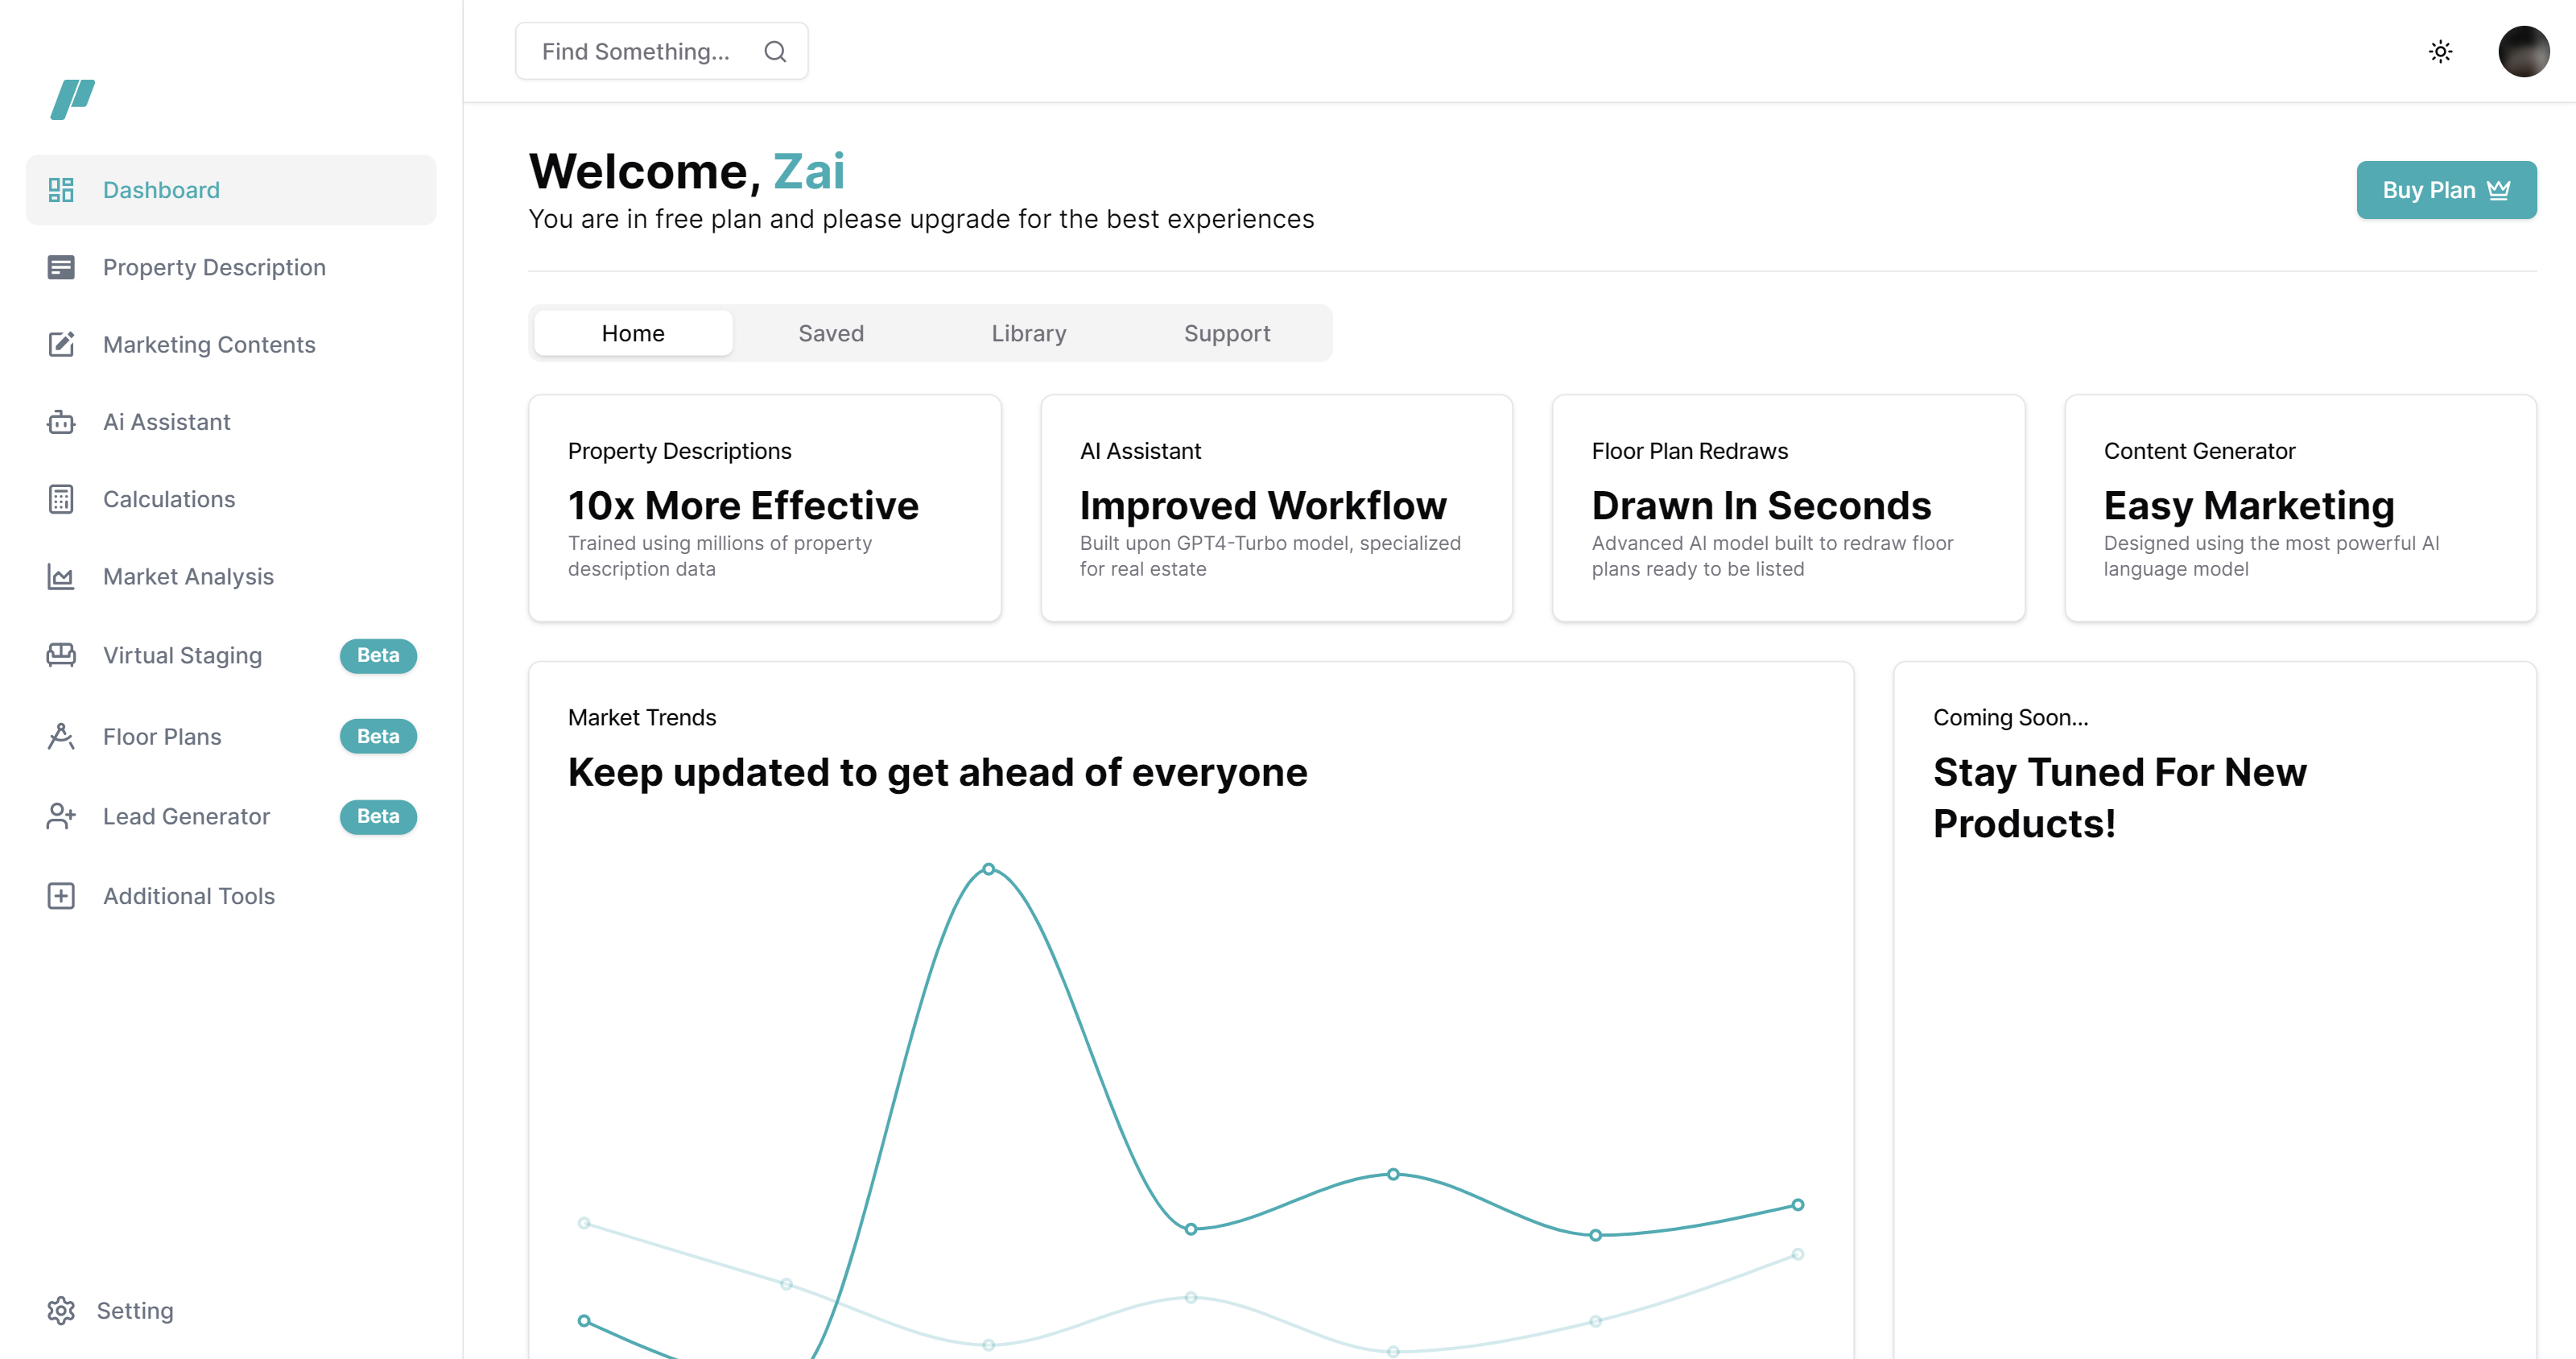 Find Something...
Dashboard
Property Description
Marketing Contents
Ai Assistant
Calculations
Market Analysis
Virtual Staging Beta
Floor Plans Beta
Lead Generator Beta
Additional Tools
Setting
Welcome, Zai
You are in free plan and please upgrade for the best experiences
Buy Plan
Home Saved Library Support
Property Descriptions
10x More Effective
Trained using millions of property
description data
AI Assistant
Improved Workflow
Built upon GPT4-Turbo model, specialized
for real estate
Floor Plan Redraws
Drawn In Seconds
Advanced AI model built to redraw floor
plans ready to be listed
Content Generator
Easy Marketing
Designed using the most powerful AI
language model
Market Trends
Keep updated to get ahead of everyone
Coming Soon...
Stay Tuned For New
Products!